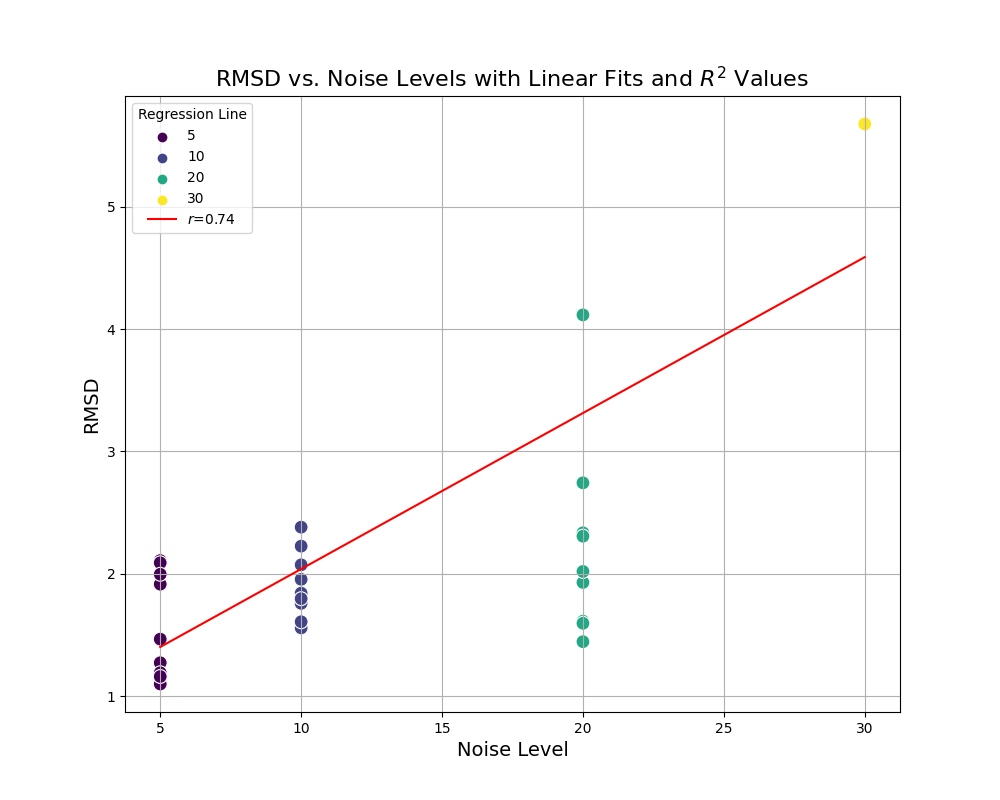 RMSD vs. Noise Levels with Linear Fits and $R^2$ Values
Regression Line
5
10
20
30
r=0.74
5
4
3
2
1
RMSD
5 10 15 20 25 30
Noise Level